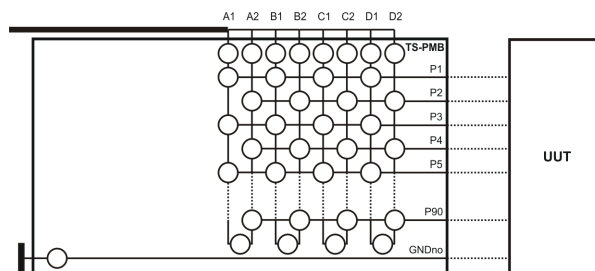 A1 A2 B1 B2 C1 C2 D1 D2
TS-PMB
P1
P2
P3
P4
P5
UUT
P90
GNDno